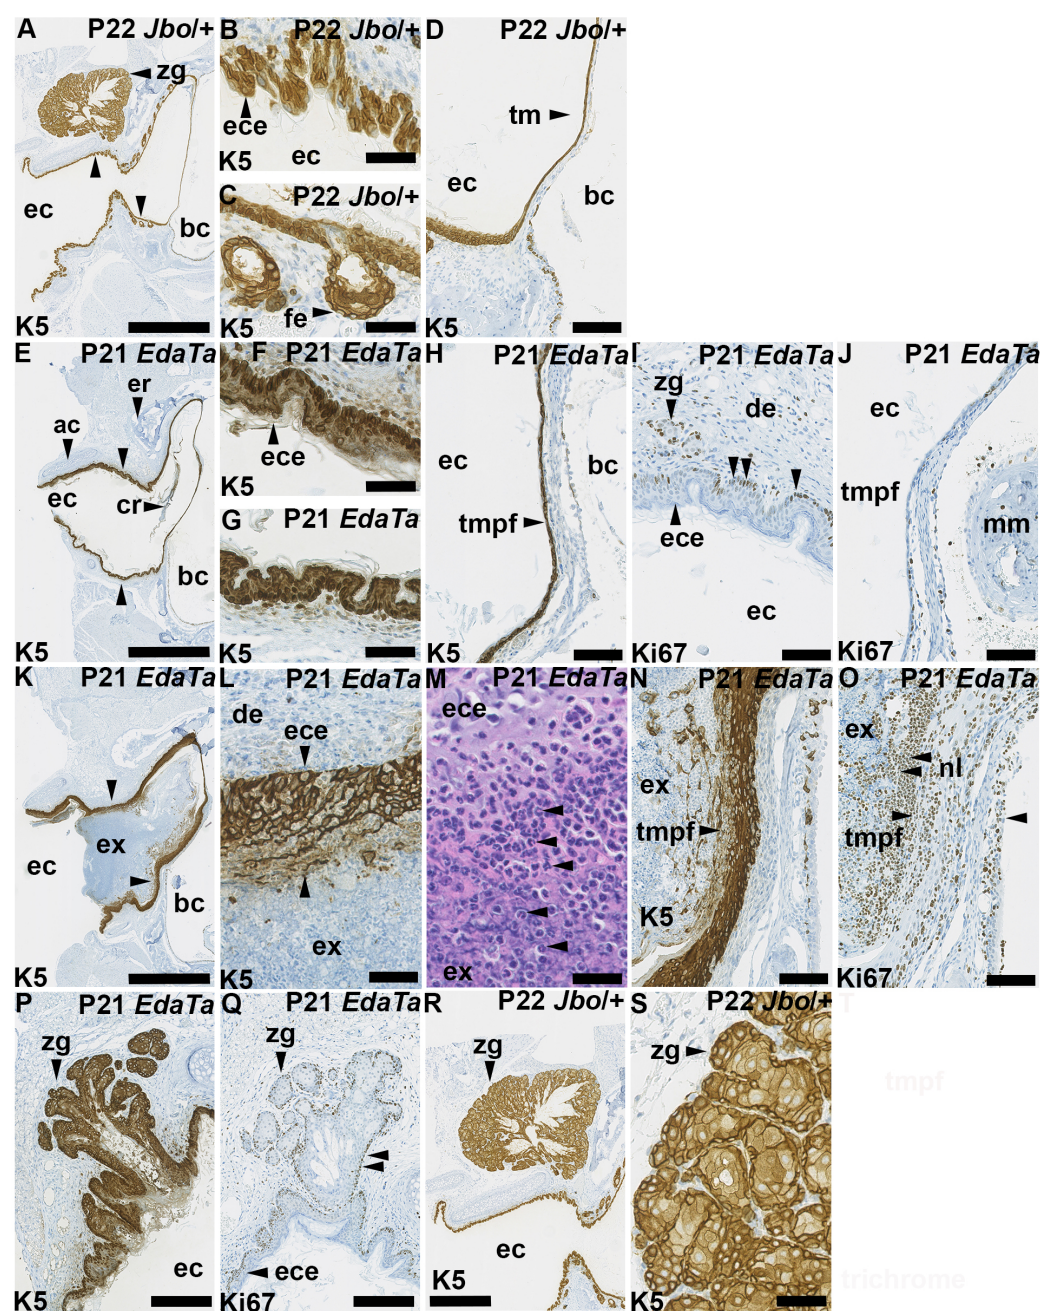 A P22 Jbo/+
zg
ec
bc
K5
B P22 Jbo/+
ece
ec
K5
C P22 Jbo/+
fe
K5
D P22 Jbo/+
tm
ec
bc
K5
E P21 EdaTa
er
ac
ec
cr
bc
K5
F P21 EdaTa
ece
K5
G P21 EdaTa
K5
H P21 EdaTa
ec
bc
tmpf
K5
I P21 EdaTa
zg
de
ece
ec
Ki67
J P21 EdaTa
ec
tmpf
mm
Ki67
K P21 EdaTa
ex
ec
bc
K5
L P21 EdaTa
de
ece
ex
K5
M P21 EdaTa
ece
ex
N P21 EdaTa
ex
tmpf
K5
O P21 EdaTa
ex
nl
tmpf
Ki67
P P21 EdaTa
zg
ec
K5
Q P21 EdaTa
zg
ece
Ki67
R P22 Jbo/+
zg
ec
K5
S P22 Jbo/+
zg
K5
T
tmpf
trichrome